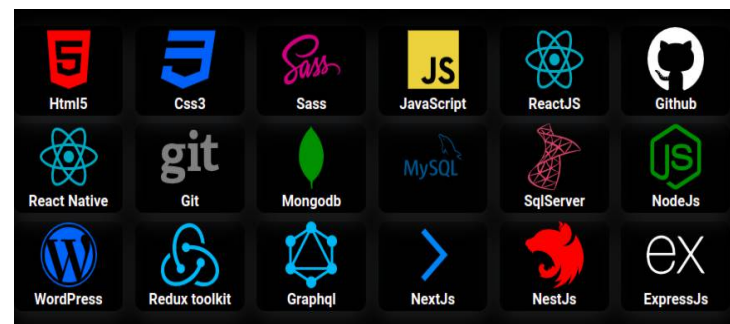 5
3
Sass
JS
Html5
Css3
Sass
JavaScript
ReactJS
Github
git
MySQL
JS
React Native
Git
Mongodb
SqlServer
NodeJs
W
ex
WordPress
Redux toolkit
Graphql
NextJs
NestJs
ExpressJs